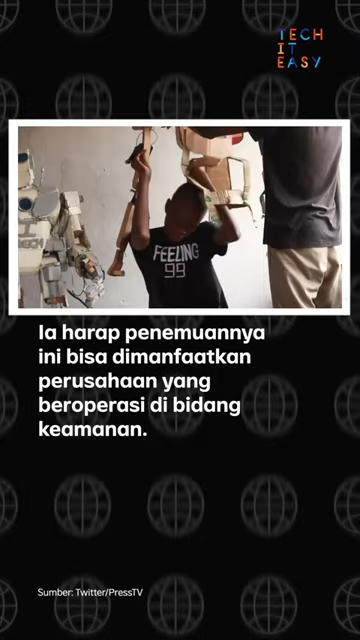 TECH
IT
EASY
FEELING
99
Ia harap penemuannya
ini bisa dimanfaatkan
perusahaan yang
beroperasi di bidang
keamanan.
Sumber: Twitter/PressTV